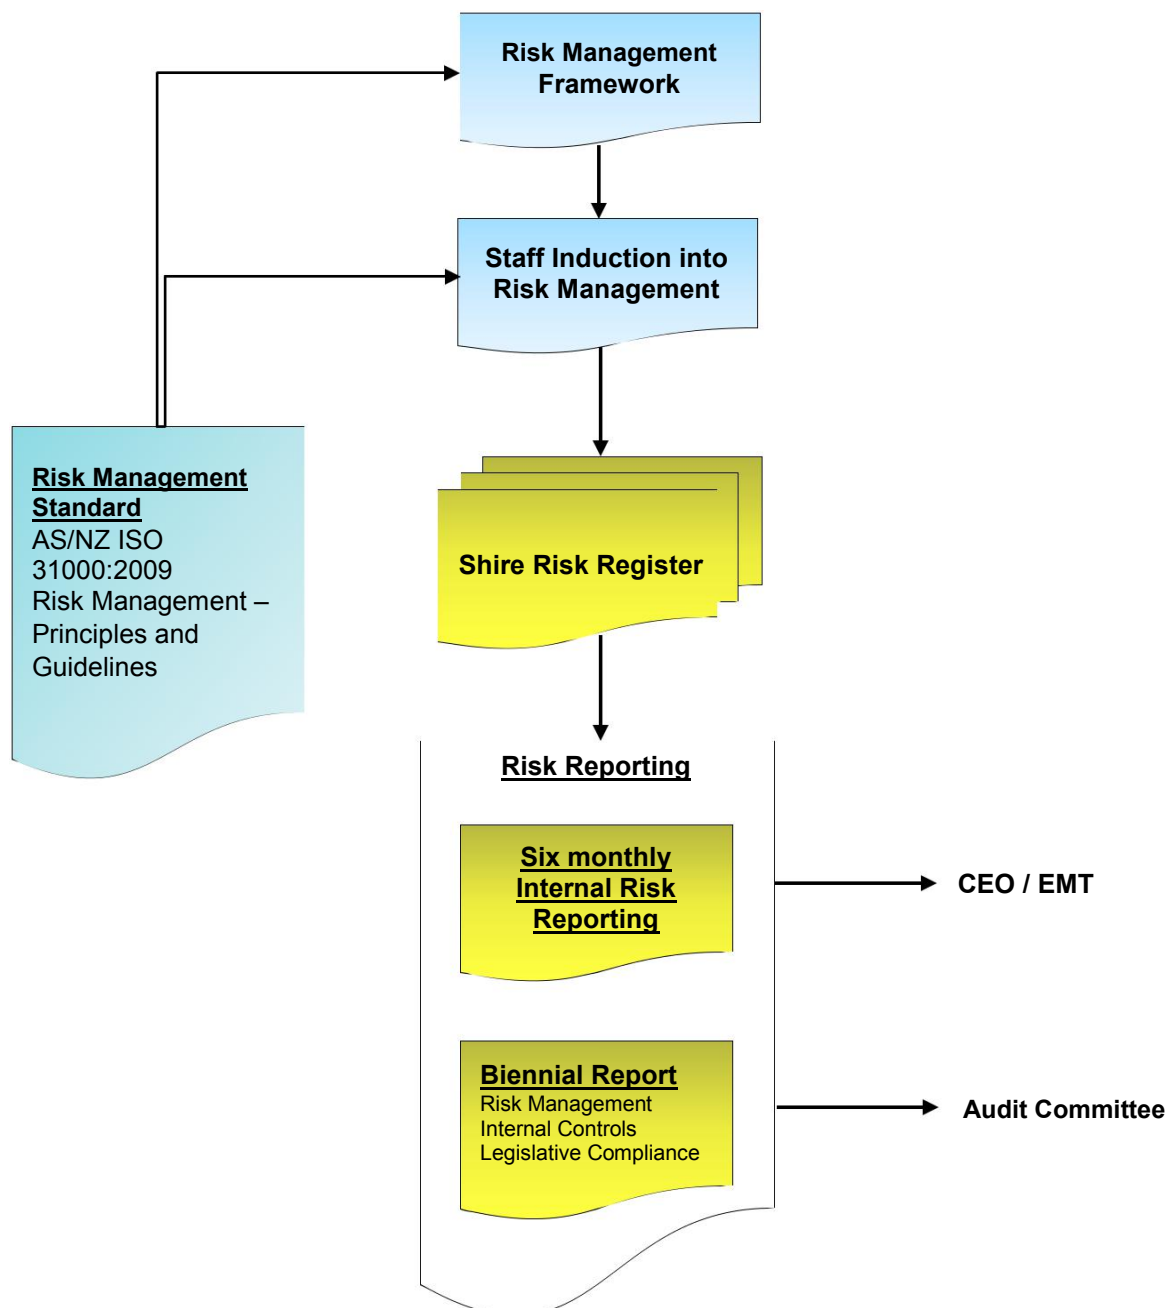 Risk Management
Framework
Staff Induction into
Risk Management
Risk Management
Standard
AS/NZ ISO
31000:2009
Risk Management –
Principles and
Guidelines
Shire Risk Register
Risk Reporting
Six monthly
Internal Risk
Reporting
CEO / EMT
Biennial Report
Risk Management
Internal Controls
Legislative Compliance
Audit Committee